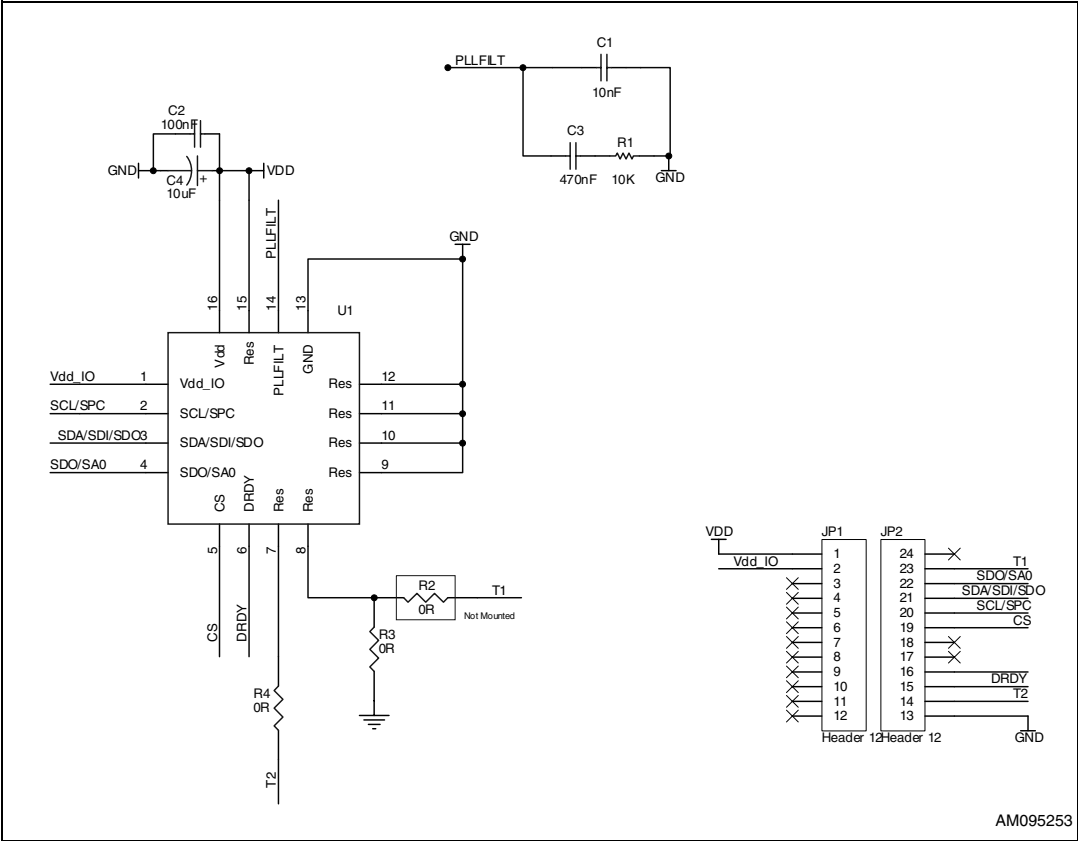 PLLFILT
C1
10nF
C3
470nF
R1
10K
GND
C2
100nF
GND
C4
+
10uF
VDD
PLLFILT
GND
16
15
14
13
U1
Vdd
Res
PLLFILT
GND
Vdd_IO 1 Vdd_IO
Res 12
SCL/SPC 2 SCL/SPC
Res 11
SDA/SDI/SDO3 SDA/SDI/SDO
Res 10
SDO/SA0 4 SDO/SA0
Res 9
CS
DRDY
Res
Res
5
6
7
8
CS
DRDY
R2
0R
T1
Not Mounted
R3
0R
R4
0R
T2
VDD
Vdd_IO
JP1
1
2
3
4
5
6
7
8
9
10
11
12
Header 12
JP2
24
23 T1
22 SDO/SA0
21 SDA/SDI/SDO
20 SCL/SPC
19 CS
18
17
16
15 DRDY
14 T2
13
Header 12
GND
AM095253